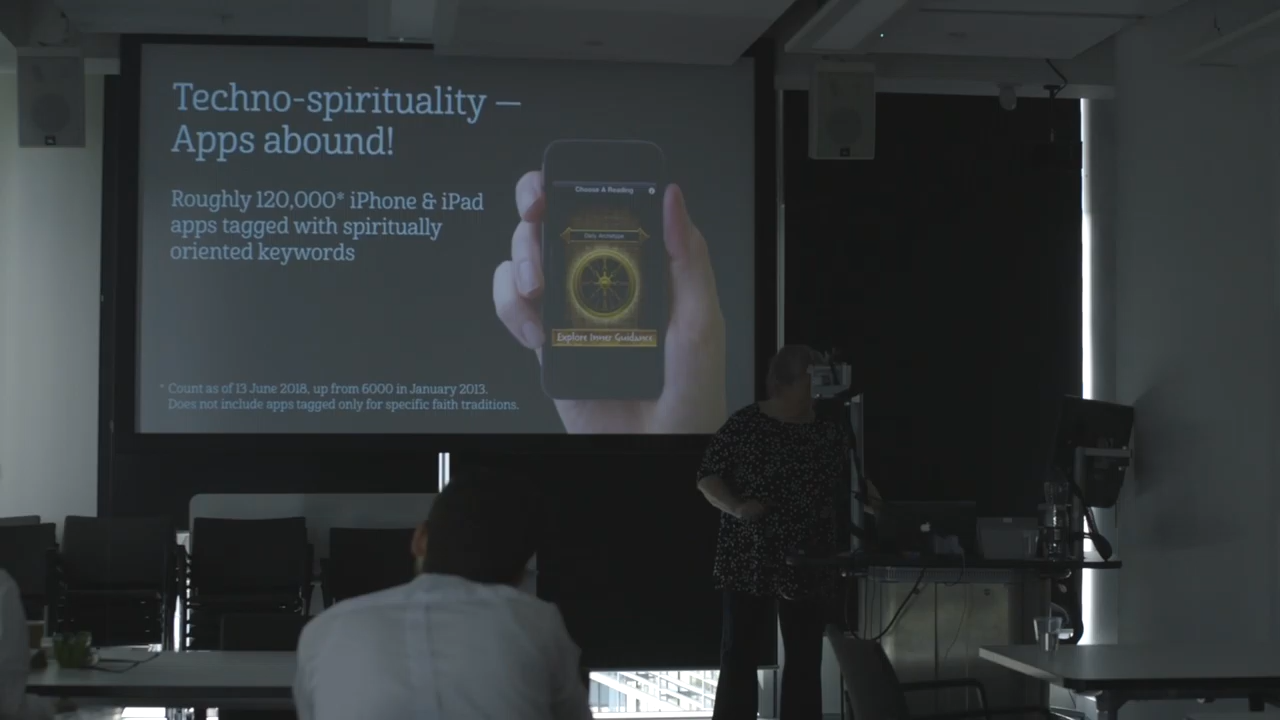 Techno-spirituality —
Apps abound!
Roughly 120,000* iPhone & iPad
apps tagged with spiritually
oriented keywords
Choose A Reading
Daily Archetype
Explore Inner Guidance
* Count as of 13 June 2018, up from 6000 in January 2013.
Does not include apps tagged only for specific faith traditions.